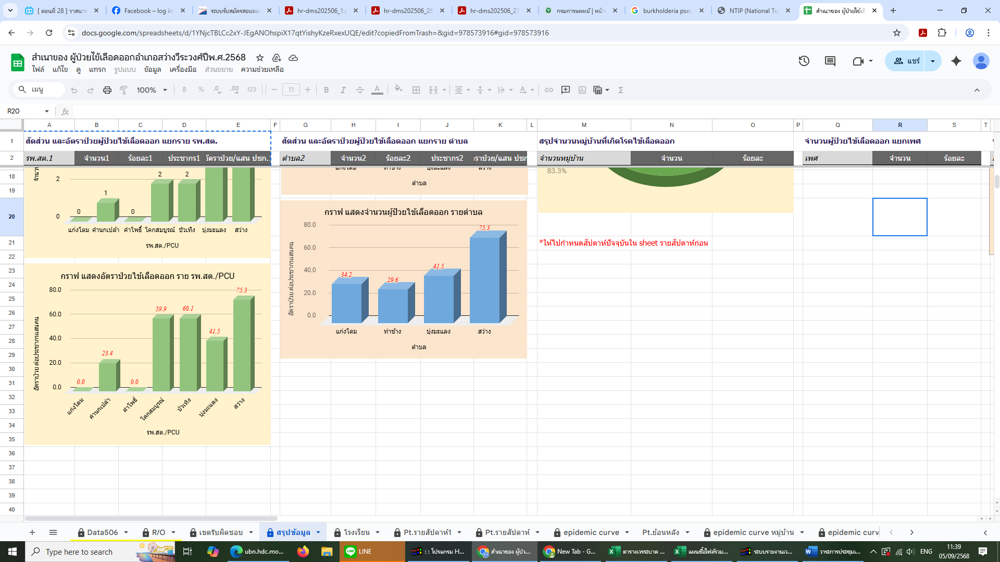 [ ตอนที่ 28 ] วาสนา
Facebook – log in
ระบบรับสมัครสอบออน
hr-dms202506_1.p
hr-dms202506_26
hr-dms202506_27
กรมการแพทย์ | หน้า
burkholderia pseu
NTIP (National Tu
สำเนาของ ผู้ป่วยไข้เลื
docs.google.com/spreadsheets/d/1YNjcTBLCc2xY-JEgANOhspiX17qtYishyKzeRxexUQE/edit?copiedFromTrash=&gid=978573916#gid=978573916
สำเนาของ ผู้ป่วยไข้เลือดออกอำเภอสว่างวีระวงศ์ปีพ.ศ.2568
ไฟล์ แก้ไข ดู แทรก รูปแบบ ข้อมูล เครื่องมือ ส่วนขยาย ความช่วยเหลือ
แชร์
เมนู 100% ฿ % .0 .00 123 11 B I A Σ
R20 fx
A B C D E F G H I J K L M N O P Q R S T
1 สัดส่วน และอัตราป่วยผู้ป่วยไข้เลือดออก แยกราย รพ.สต. สัดส่วน และอัตราป่วยผู้ป่วยไข้เลือดออก แยกราย ตำบล สรุปจำนวนหมู่บ้านที่เกิดโรคไข้เลือดออก จำนวนผู้ป่วยไข้เลือดออก แยกเพศ
2 รพ.สต.1 จำนวน1 ร้อยละ1 ประชากร1 อัตราป่วย/แสน ปชก. ตำบล2 จำนวน2 ร้อยละ2 ประชากร2 ราป่วย/แสน ปชก จำนวนหมู่บ้าน จำนวน ร้อยละ เพศ จำนวน ร้อยละ
18
19
20
21
22
23
24
25
26
27
28
29
30
31
32
33
34
35
36
37
38
39
40
จำนว
2
0
0 1 0 2 2
แก่งโดม คำนกเปล้า คำโพธิ์ โคกสมบูรณ์ บัวเทิง บุ่งมะแลง สว่าง
รพ.สต./PCU
กราฟ แสดงอัตราป่วยไข้เลือดออก ราย รพ.สต./PCU
อัตราป่วย ต่อประชากรแสนคน
80.0
60.0
40.0
20.0
0.0
0.0 23.4 0.0 59.9 60.1 41.5 75.3
แก่งโดม คำนกเปล้า คำโพธิ์ โคกสมบูรณ์ บัวเทิง บุ่งมะแลง สว่าง
รพ.สต./PCU
แก่งโดม ท่าช้าง บุ่งมะแลง สว่าง
ตำบล
กราฟ แสดงจำนวนผู้ป่วยไข้เลือดออก รายตำบล
อัตราป่วย ต่อประชากรแสนคน
80.0
60.0
40.0
20.0
0.0
34.2 29.6 41.5 75.3
แก่งโดม ท่าช้าง บุ่งมะแลง สว่าง
ตำบล
83.3%
*ให้ไปกำหนดสัปดาห์ปัจจุบันใน sheet รายสัปดาห์ก่อน
Data506 R/O เขตรับผิดชอบ สรุปข้อมูล โรงเรียน Pt.รายสัปดาห์1 Pt.รายสัปดาห์ epidemic curve Pt.ย้อนหลัง epidemic curve หมู่บ้าน epidemic curv
Type here to search
ubn.hdc.mo...
LINE
: : โปรแกรม H...
สำเนาของ ผู้ป่ว...
New Tab - G...
ตารางเวรระบาด ...
แผนซื้อไฟล์รวม...
ระบบรายงานเว...
วาระการประชุมเ...
ENG
11:39
05/09/2568